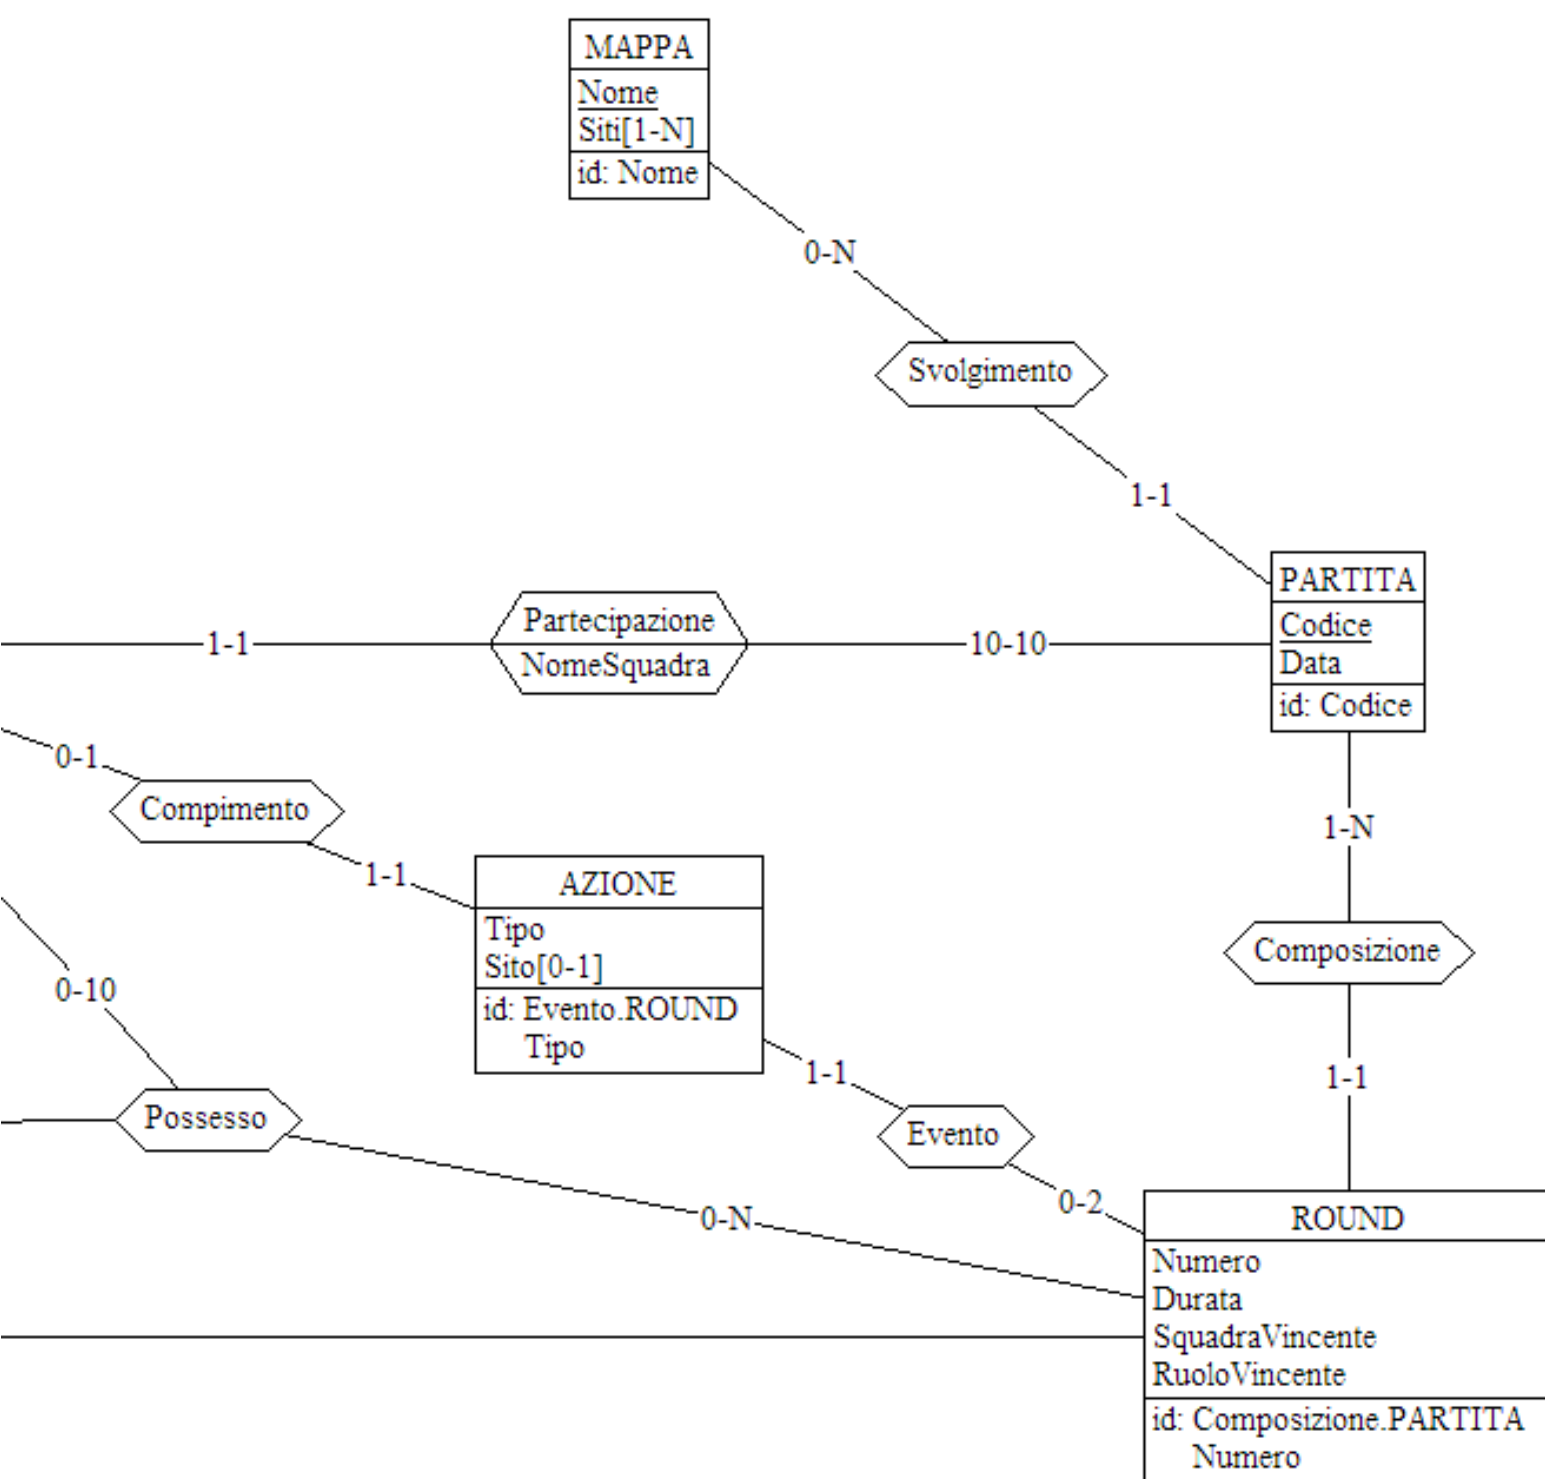 MAPPA
Nome
Siti[1-N]
id: Nome
0-N
Svolgimento
1-1
PARTITA
Codice
Data
id: Codice
1-1
Partecipazione
NomeSquadra
10-10
0-1
Compimento
1-1
1-N
AZIONE
Tipo
Sito[0-1]
id: Evento.ROUND
Tipo
Composizione
0-10
1-1
1-1
Possesso
Evento
0-2
0-N
ROUND
Numero
Durata
SquadraVincente
RuoloVincente
id: Composizione.PARTITA
Numero